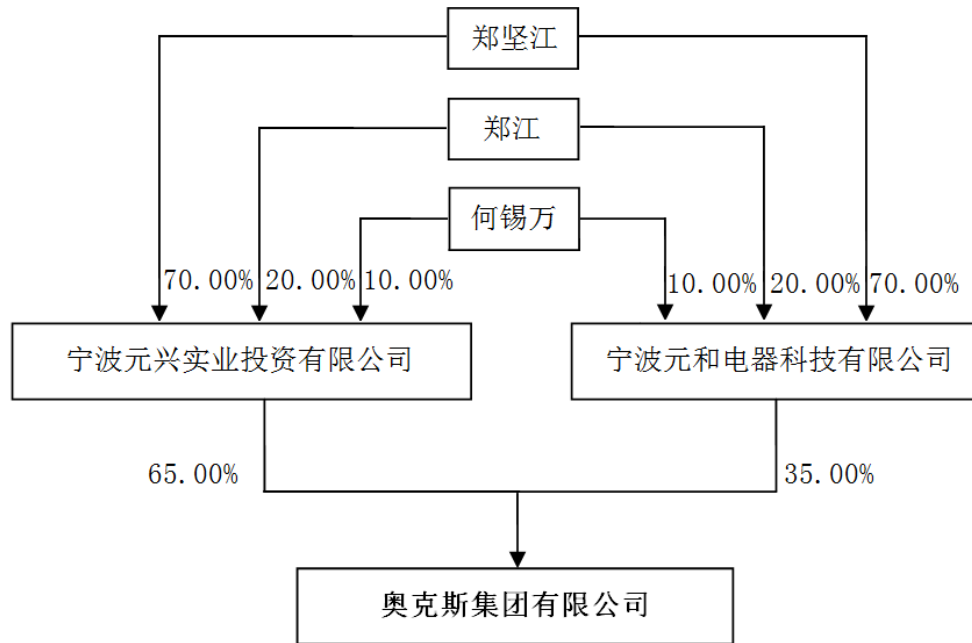 郑坚江
郑江
何锡万
70.00%
20.00%
10.00%
10.00%
20.00%
70.00%
宁波元兴实业投资有限公司
宁波元和电器科技有限公司
65.00%
35.00%
奥克斯集团有限公司